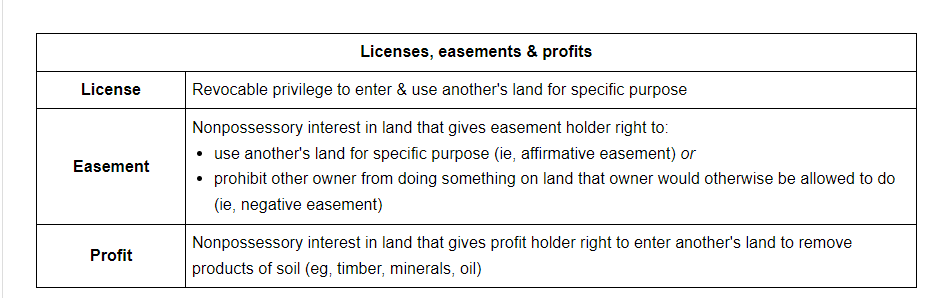 Licenses, easements & profits
License
Revocable privilege to enter & use another's land for specific purpose
Easement
Nonpossessory interest in land that gives easement holder right to:
• use another's land for specific purpose (ie, affirmative easement) or
• prohibit other owner from doing something on land that owner would otherwise be allowed to do
(ie, negative easement)
Profit
Nonpossessory interest in land that gives profit holder right to enter another's land to remove
products of soil (eg, timber, minerals, oil)